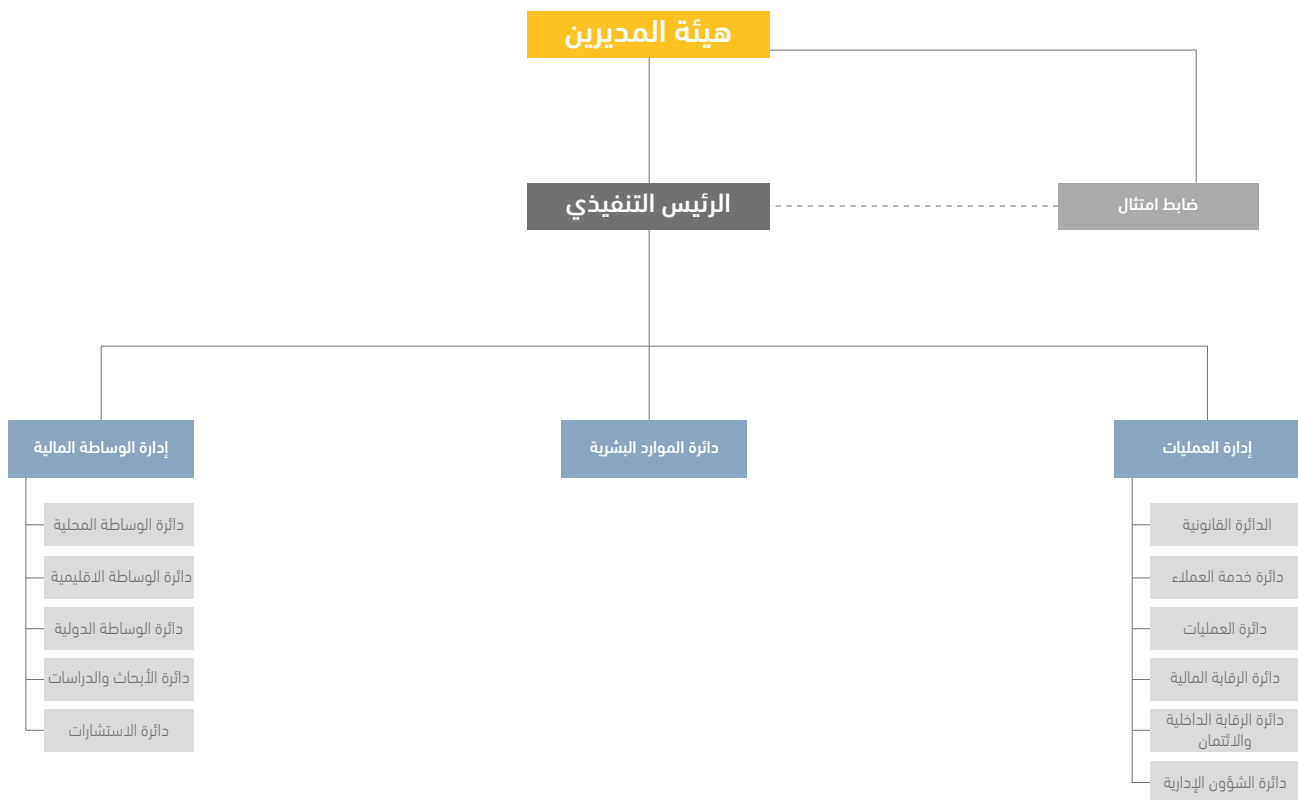 هيئة المديرين
الرئيس التنفيذي
ضابط امتثال
إدارة العمليات
الدائرة القانونية
دائرة خدمة العملاء
دائرة العمليات
دائرة الرقابة المالية
دائرة الرقابة الداخلية
والائتمان
دائرة الشؤون الإدارية
دائرة الموارد البشرية
إدارة الوساطة المالية
دائرة الوساطة المحلية
دائرة الوساطة الاقليمية
دائرة الوساطة الدولية
دائرة الأبحاث والدراسات
دائرة الاستشارات